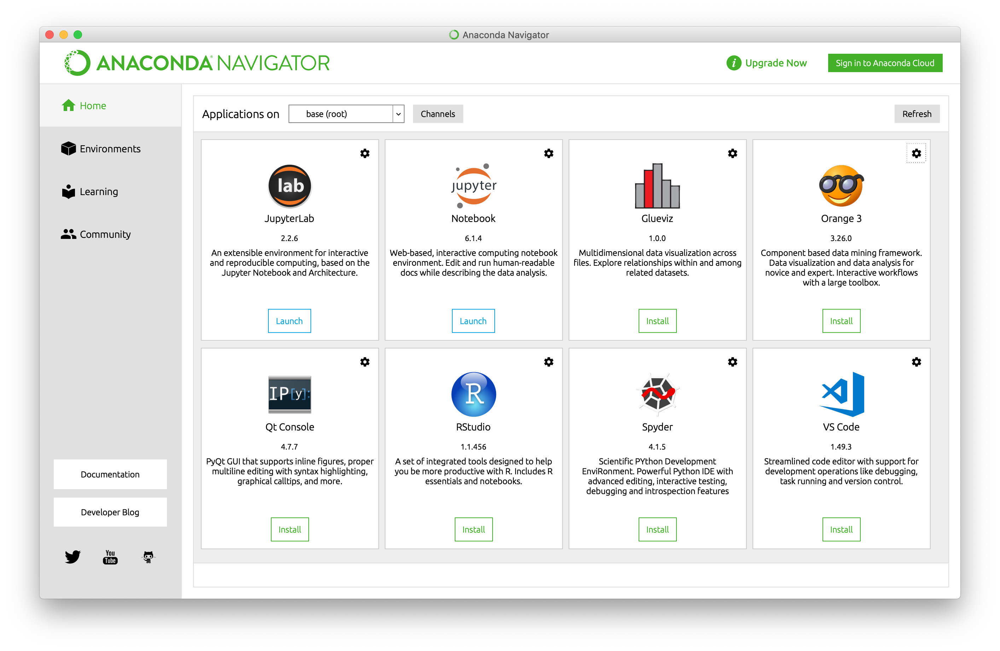 Anaconda Navigator
ANACONDA® NAVIGATOR
i Upgrade Now
Sign in to Anaconda Cloud
Home
Environments
Learning
Community
Documentation
Developer Blog
You
Tube
Applications on
base (root)
Channels
Refresh
lab
JupyterLab
2.2.6
An extensible environment for interactive
and reproducible computing, based on the
Jupyter Notebook and Architecture.
Launch
jupyter
Notebook
6.1.4
Web-based, interactive computing notebook
environment. Edit and run human-readable
docs while describing the data analysis.
Launch
Glueviz
1.0.0
Multidimensional data visualization across
files. Explore relationships within and among
related datasets.
Install
Orange 3
3.26.0
Component based data mining framework.
Data visualization and data analysis for
novice and expert. Interactive workflows
with a large toolbox.
Install
IP[y]:
Qt Console
4.7.7
PyQt GUI that supports inline figures, proper
multiline editing with syntax highlighting,
graphical calltips, and more.
Install
R
RStudio
1.1.456
A set of integrated tools designed to help
you be more productive with R. Includes R
essentials and notebooks.
Install
Spyder
4.1.5
Scientific PYthon Development
EnviRonment. Powerful Python IDE with
advanced editing, interactive testing,
debugging and introspection features
Install
VS Code
1.49.3
Streamlined code editor with support for
development operations like debugging,
task running and version control.
Install